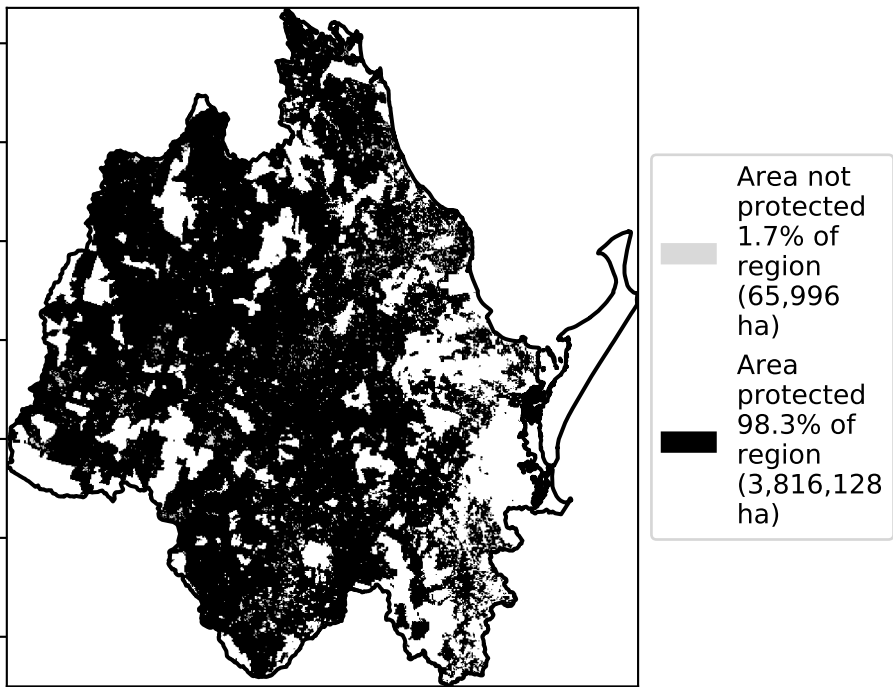 Area not
protected
1.7% of
region
(65,996
ha)
Area
protected
98.3% of
region
(3,816,128
ha)